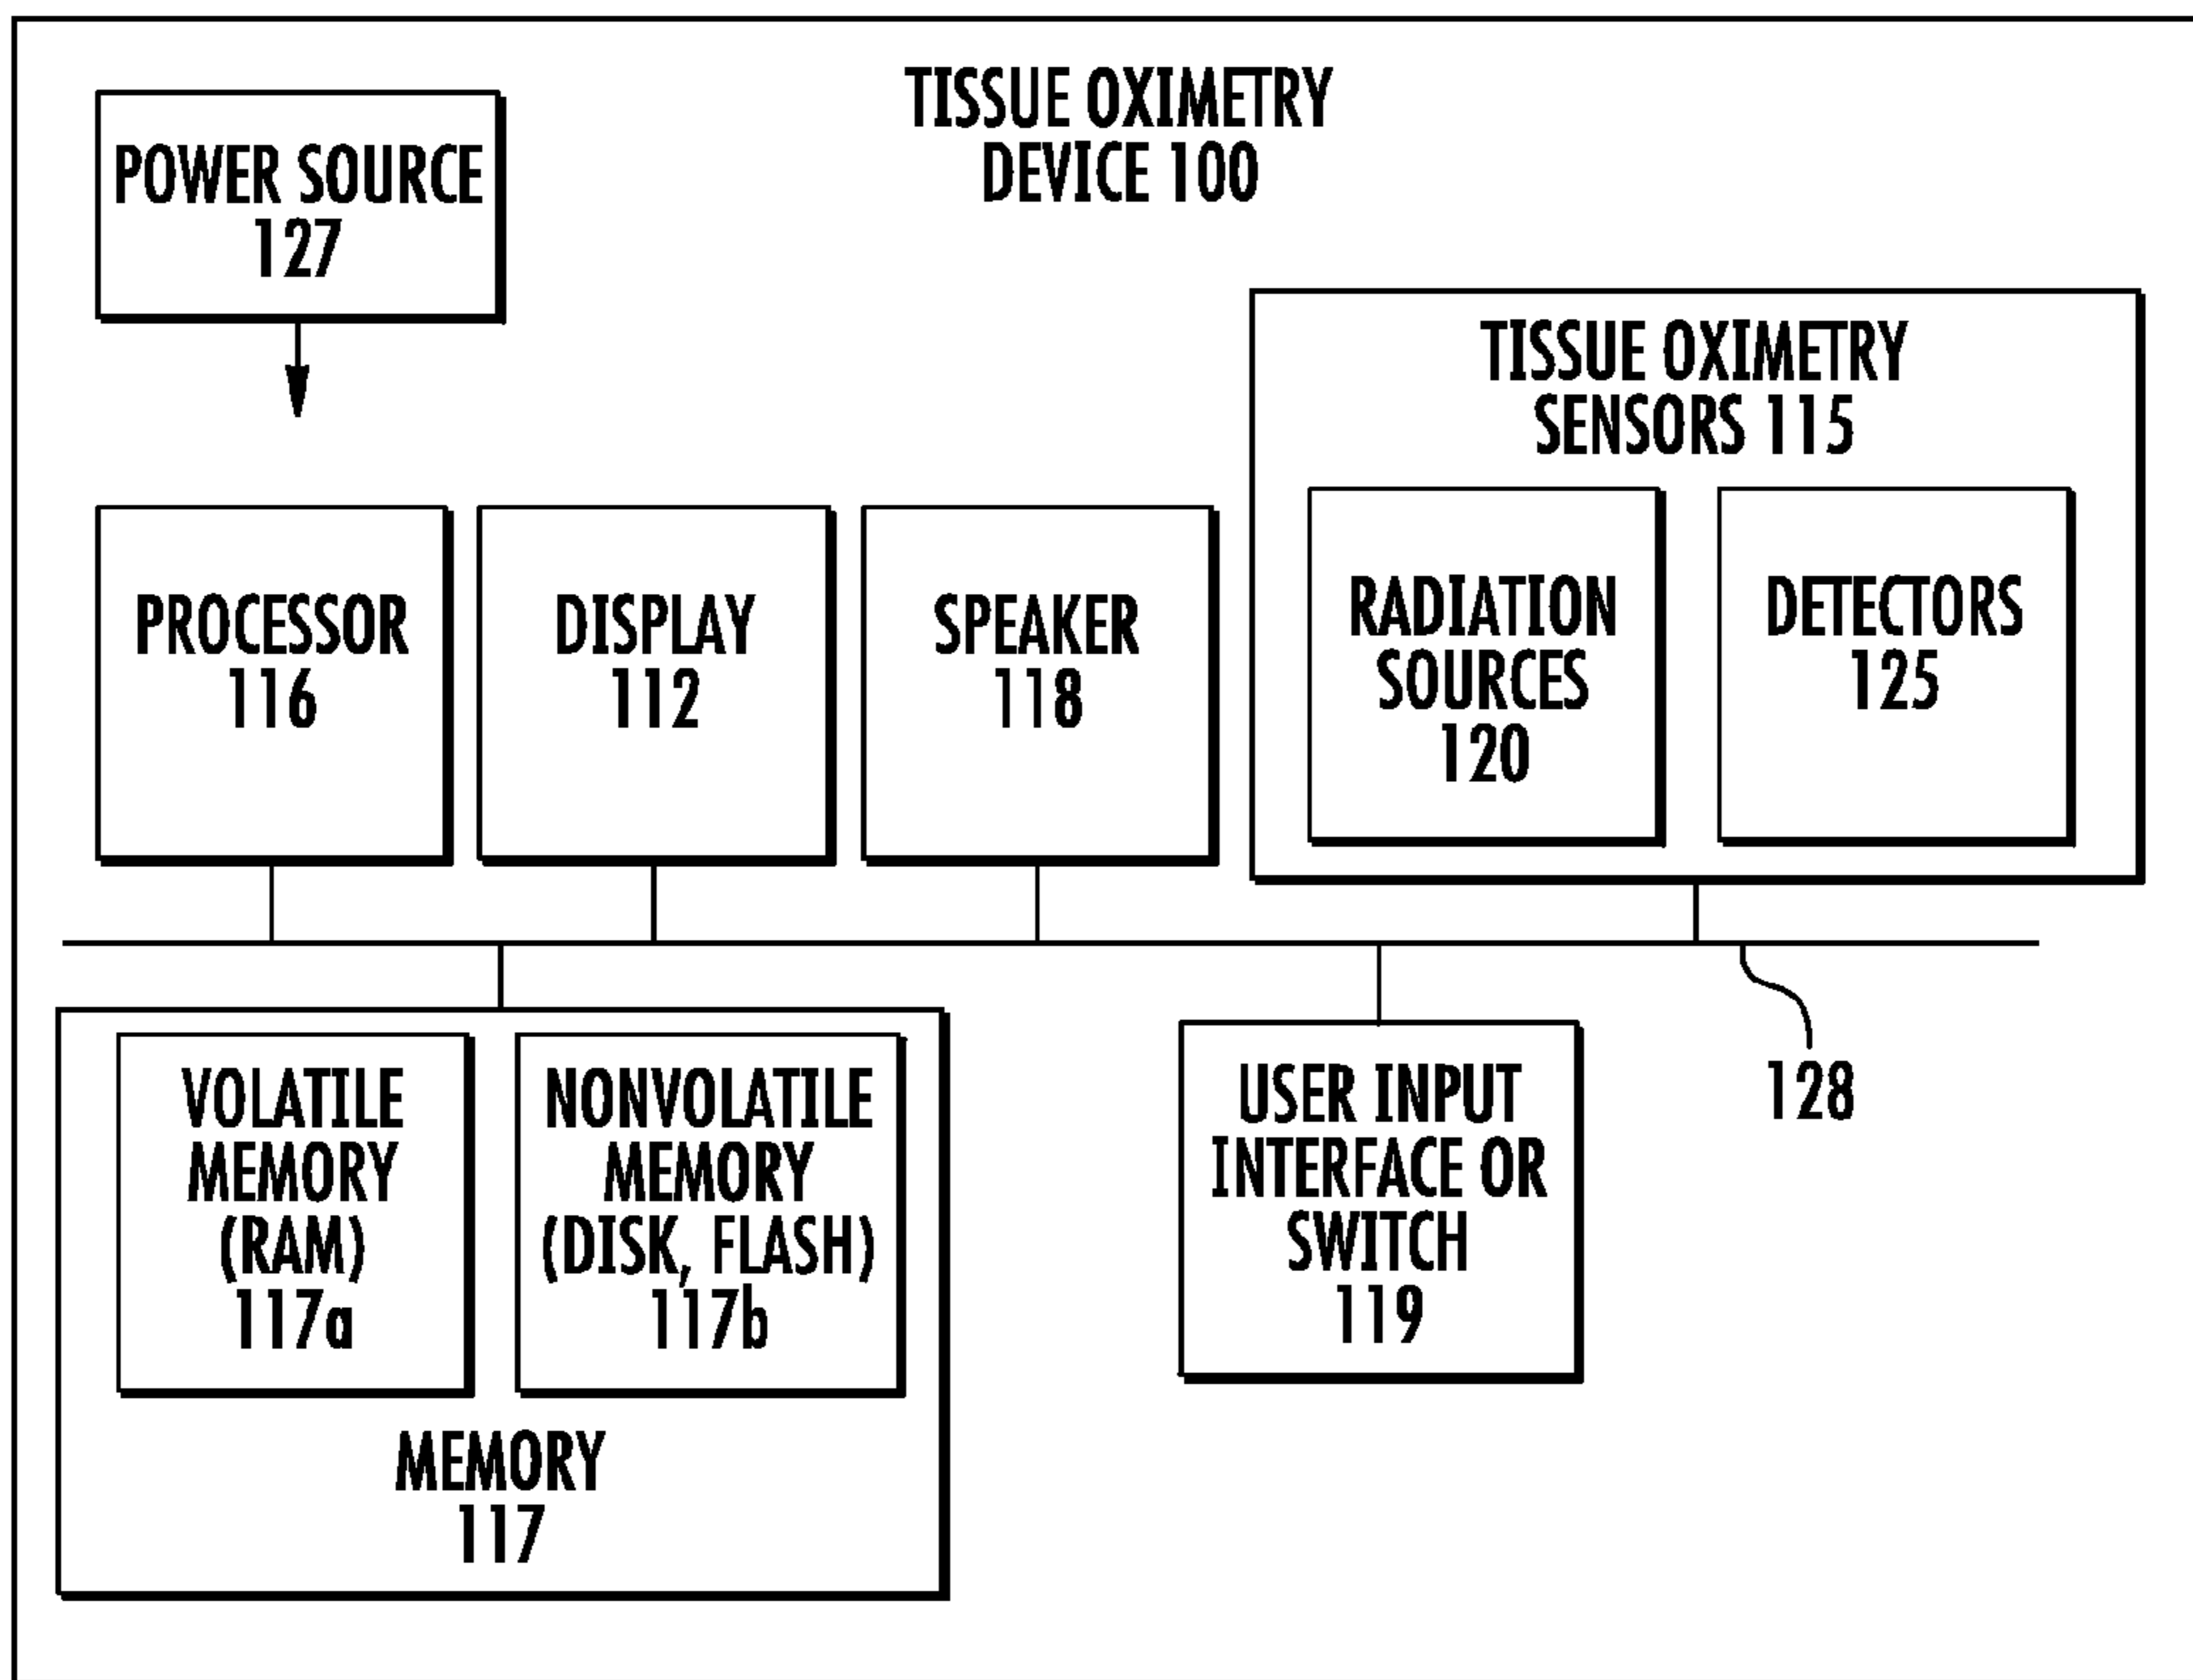 TISSUE OXIMETRY
DEVICE 100
POWER SOURCE
127
TISSUE OXIMETRY
SENSORS 115
PROCESSOR
116
DISPLAY
112
SPEAKER
118
RADIATION
SOURCES
120
DETECTORS
125
VOLATILE
MEMORY
(RAM)
117a
NONVOLATILE
MEMORY
(DISK, FLASH)
117b
MEMORY
117
USER INPUT
INTERFACE OR
SWITCH
119
128